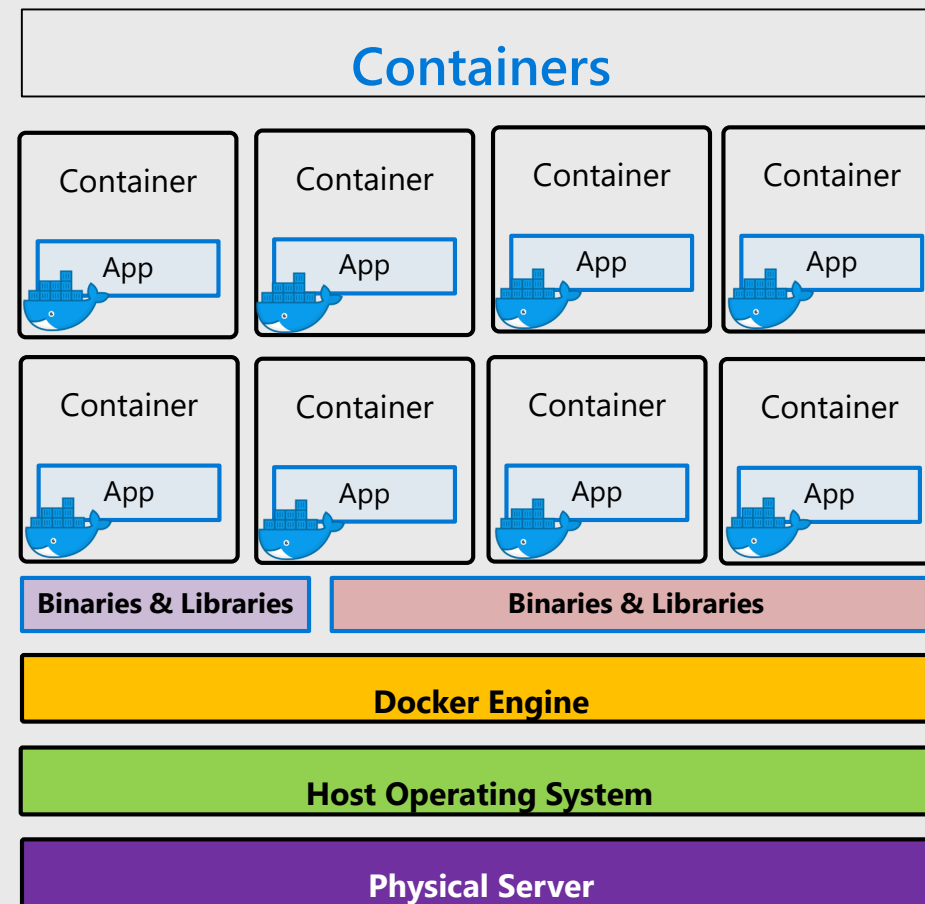 Containers
Container
Container
Container
Container
App
App
App
App
Container
Container
Container
Container
App
App
App
App
Binaries & Libraries
Binaries & Libraries
Docker Engine
Host Operating System
Physical Server